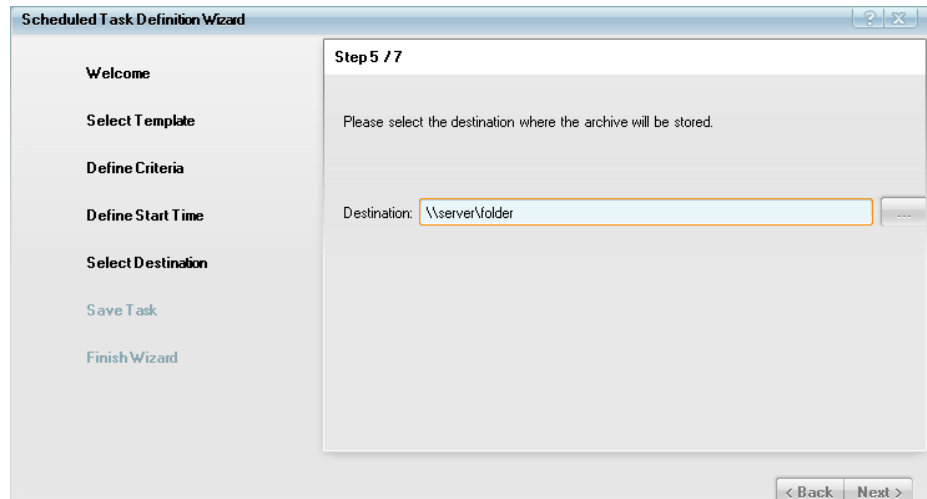 Scheduled Task Definition Wizard
?
X
Welcome
Select Template
Define Criteria
Define Start Time
Select Destination
Save Task
Finish Wizard
Step 5 / 7
Please select the destination where the archive will be stored.
Destination: \\server\folder ...
< Back Next >